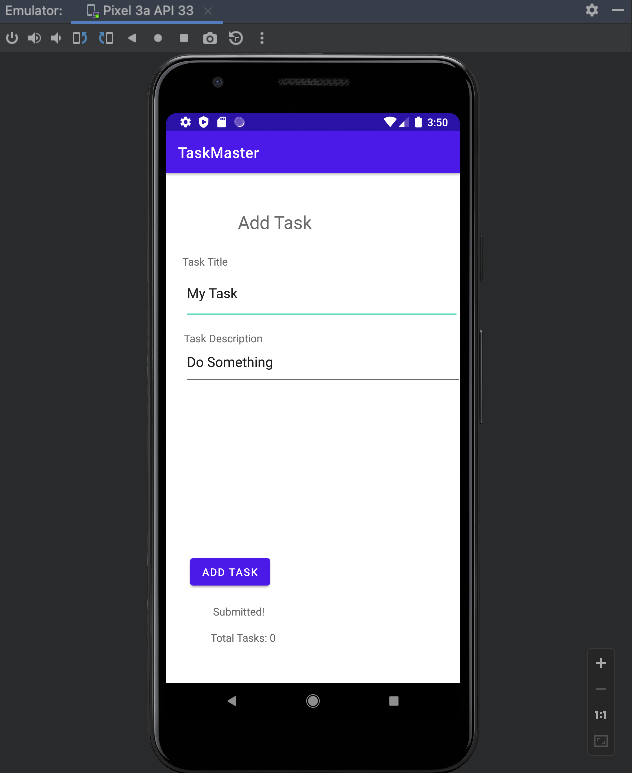 Emulator: Pixel 3a API 33
3:50
TaskMaster
Add Task
Task Title
My Task
Task Description
Do Something
ADD TASK
Submitted!
Total Tasks: 0
1:1